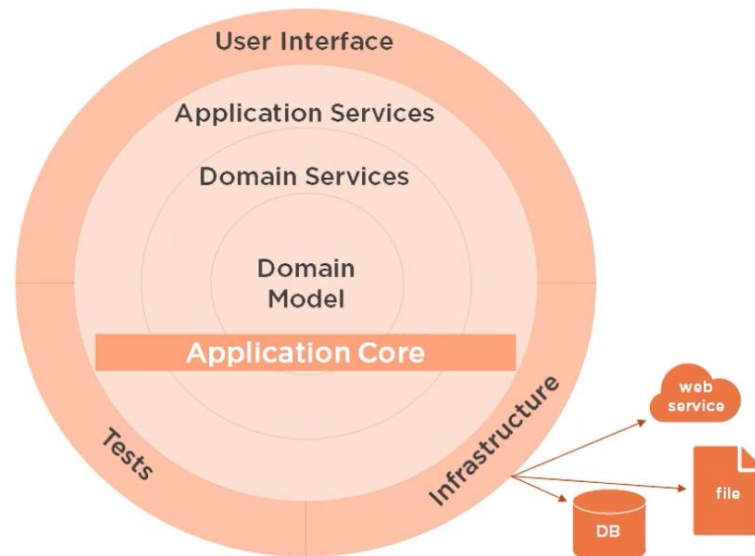 User Interface
Application Services
Domain Services
Domain
Model
Application Core
Tests
Infrastructure
web
service
file
DB